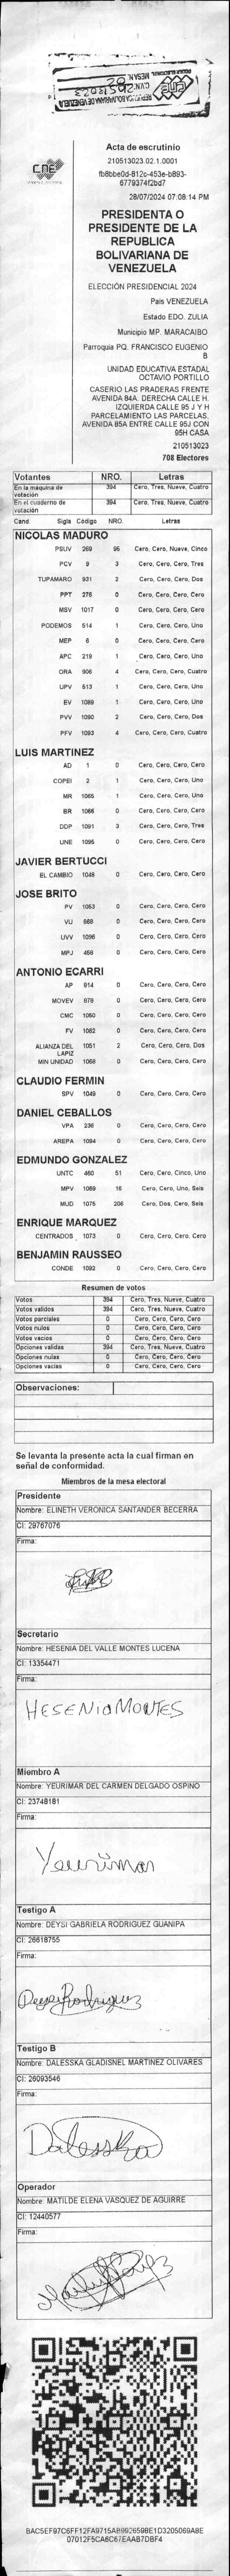 CNE
Acta de escrutinio
210513023.02.1.0001
fb8bbe0d-812c-453e-b893-
6779374f2bd7
28/07/2024 07:08:14 PM
PRESIDENTA O
PRESIDENTE DE LA
REPUBLICA
BOLIVARIANA DE
VENEZUELA
ELECCIÓN PRESIDENCIAL 2024
País VENEZUELA
Estado EDO. ZULIA
Municipio MP. MARACAIBO
Parroquia PQ. FRANCISCO EUGENIO
B
UNIDAD EDUCATIVA ESTADAL
OCTAVIO PORTILLO
CASERIO LAS PRADERAS FRENTE
AVENIDA 84A. DERECHA CALLE H.
IZQUIERDA CALLE 95 J Y H
PARCELAMIENTO LAS PARCELAS.
AVENIDA 85A ENTRE CALLE 95J CON
95H CASA
210513023
708 Electores
Votantes NRO. Letras
En la máquina de votación 394 Cero, Tres, Nueve, Cuatro
En el cuaderno de votación 394 Cero, Tres, Nueve, Cuatro
Cand. Sigla Código NRO. Letras
NICOLAS MADURO
PSUV 269 95 Cero, Cero, Nueve, Cinco
PCV 9 3 Cero, Cero, Cero, Tres
TUPAMARO 931 2 Cero, Cero, Cero, Dos
PPT 276 0 Cero, Cero, Cero, Cero
MSV 1017 0 Cero, Cero, Cero, Cero
PODEMOS 514 1 Cero, Cero, Cero, Uno
MEP 6 0 Cero, Cero, Cero, Cero
APC 219 1 Cero, Cero, Cero, Uno
ORA 906 4 Cero, Cero, Cero, Cuatro
UPV 513 1 Cero, Cero, Cero, Uno
EV 1089 1 Cero, Cero, Cero, Uno
PVV 1090 2 Cero, Cero, Cero, Dos
PFV 1093 4 Cero, Cero, Cero, Cuatro
LUIS MARTINEZ
AD 1 0 Cero, Cero, Cero, Cero
COPEI 2 1 Cero, Cero, Cero, Uno
MR 1065 1 Cero, Cero, Cero, Uno
BR 1066 0 Cero, Cero, Cero, Cero
DDP 1091 3 Cero, Cero, Cero, Tres
UNE 1095 0 Cero, Cero, Cero, Cero
JAVIER BERTUCCI
EL CAMBIO 1048 0 Cero, Cero, Cero, Cero
JOSE BRITO
PV 1053 0 Cero, Cero, Cero, Cero
VU 868 0 Cero, Cero, Cero, Cero
UVV 1096 0 Cero, Cero, Cero, Cero
MPJ 458 0 Cero, Cero, Cero, Cero
ANTONIO ECARRI
AP 914 0 Cero, Cero, Cero, Cero
MOVEV 879 0 Cero, Cero, Cero, Cero
CMC 1050 0 Cero, Cero, Cero, Cero
FV 1062 0 Cero, Cero, Cero, Cero
ALIANZA DEL LAPIZ 1051 2 Cero, Cero, Cero, Dos
MIN UNIDAD 1068 0 Cero, Cero, Cero, Cero
CLAUDIO FERMIN
SPV 1049 0 Cero, Cero, Cero, Cero
DANIEL CEBALLOS
VPA 236 0 Cero, Cero, Cero, Cero
AREPA 1094 0 Cero, Cero, Cero, Cero
EDMUNDO GONZALEZ
UNTC 460 51 Cero, Cero, Cinco, Uno
MPV 1069 16 Cero, Cero, Uno, Seis
MUD 1075 206 Cero, Dos, Cero, Seis
ENRIQUE MARQUEZ
CENTRADOS 1073 0 Cero, Cero, Cero, Cero
BENJAMIN RAUSSEO
CONDE 1092 0 Cero, Cero, Cero, Cero
Resumen de votos
Votos 394 Cero, Tres, Nueve, Cuatro
Votos validos 394 Cero, Tres, Nueve, Cuatro
Votos parciales 0 Cero, Cero, Cero, Cero
Votos nulos 0 Cero, Cero, Cero, Cero
Votos vacios 0 Cero, Cero, Cero, Cero
Opciones validas 394 Cero, Tres, Nueve, Cuatro
Opciones nulas 0 Cero, Cero, Cero, Cero
Opciones vacias 0 Cero, Cero, Cero, Cero
Observaciones:
Se levanta la presente acta la cual firman en
señal de conformidad.
Miembros de la mesa electoral
Presidente
Nombre: ELINETH VERONICA SANTANDER BECERRA
CI: 29767076
Firma:
Secretario
Nombre: HESENIA DEL VALLE MONTES LUCENA
CI: 13354471
Firma:
HESENIA MONTES
Miembro A
Nombre: YEURIMAR DEL CARMEN DELGADO OSPINO
CI: 23748181
Firma:
Yeurimar
Testigo A
Nombre: DEYSI GABRIELA RODRIGUEZ GUANIPA
CI: 26618755
Firma:
Deysi Rodriguez
Testigo B
Nombre: DALESSKA GLADISNEL MARTINEZ OLIVARES
CI: 26093546
Firma:
Dalesska
Operador
Nombre: MATILDE ELENA VASQUEZ DE AGUIRRE
CI: 12440577
Firma:
BAC5EF97C6FF12FA9715AB9926598E1D3205069A8E
07012F5CA6C67EAAB7DBF4